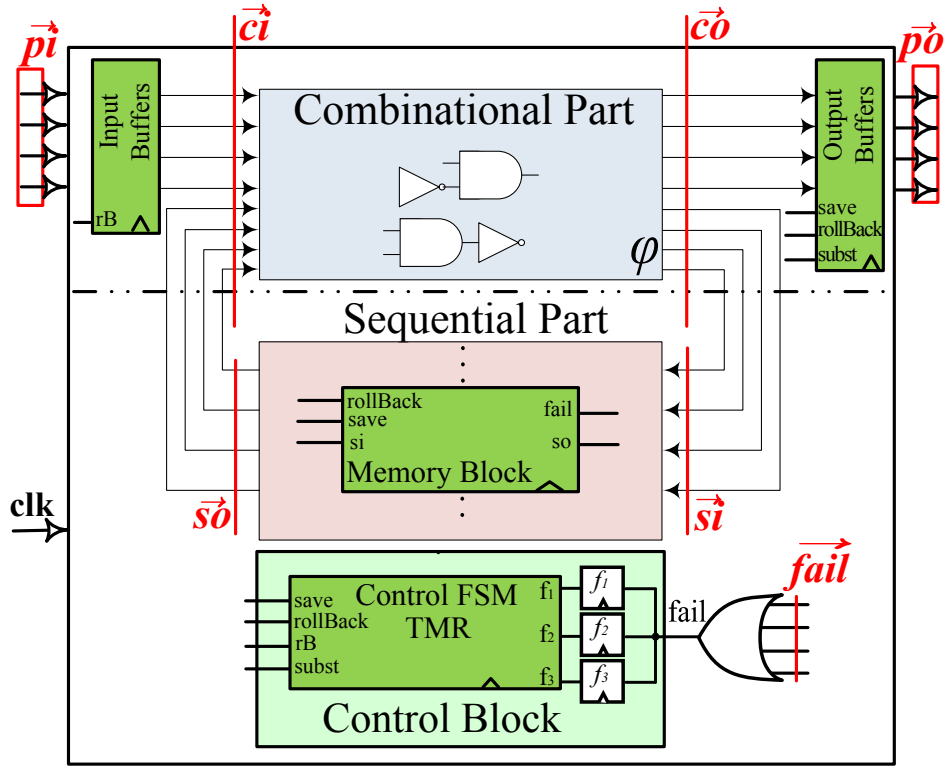 pi
ci
co
po
Input
Buffers
rB
Combinational Part
φ
Output
Buffers
save
rollBack
subst
Sequential Part
rollBack
save
si
fail
so
Memory Block
clk
so
si
save
rollBack
rB
subst
Control FSM
TMR
f1
f2
f3
f1
f2
f3
fail
fail
Control Block